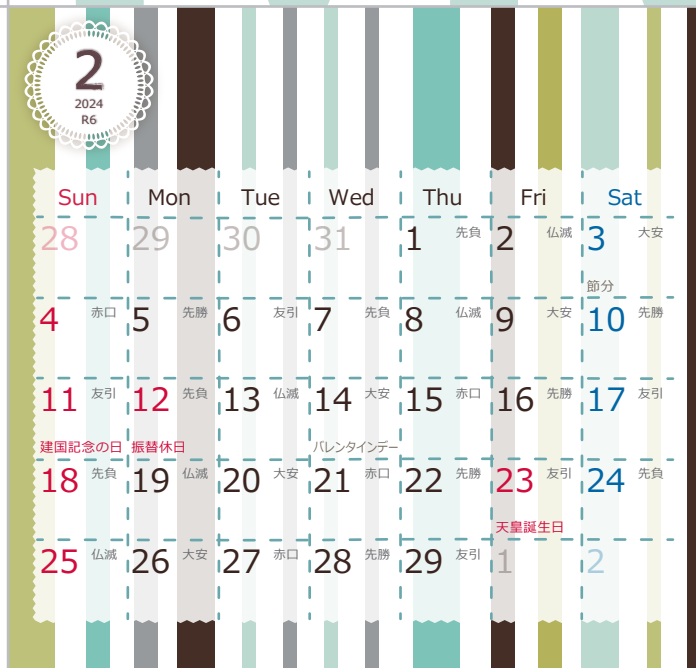 2
2024
R6
Sun Mon Tue Wed Thu Fri Sat
28 29 30 31 1 先負 2 仏滅 3 大安
節分
4 赤口 5 先勝 6 友引 7 先負 8 仏滅 9 大安 10 先勝
11 友引 12 先負 13 仏滅 14 大安 15 赤口 16 先勝 17 友引
建国記念の日 振替休日 バレンタインデー
18 先負 19 仏滅 20 大安 21 赤口 22 先勝 23 友引 24 先負
天皇誕生日
25 仏滅 26 大安 27 赤口 28 先勝 29 友引 1 2